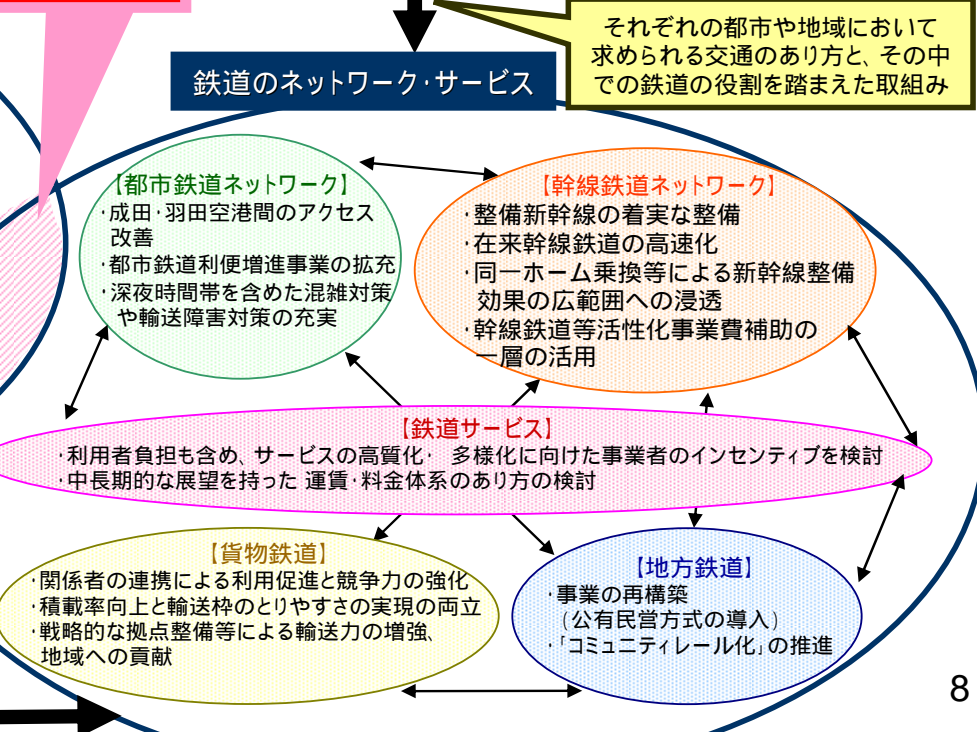 それぞれの都市や地域において
求められる交通のあり方と、その中
での鉄道の役割を踏まえた取組み
鉄道のネットワーク・サービス
【都市鉄道ネットワーク】
・成田・羽田空港間のアクセス
改善
・都市鉄道利便増進事業の拡充
・深夜時間帯を含めた混雑対策
や輸送障害対策の充実
【幹線鉄道ネットワーク】
・整備新幹線の着実な整備
・在来幹線鉄道の高速化
・同一ホーム乗換等による新幹線整備
効果の広範囲への浸透
・幹線鉄道等活性化事業費補助の
一層の活用
【鉄道サービス】
・利用者負担も含め、サービスの高質化・ 多様化に向けた事業者のインセンティブを検討
・中長期的な展望を持った 運賃・料金体系のあり方の検討
【貨物鉄道】
・関係者の連携による利用促進と競争力の強化
・積載率向上と輸送枠のとりやすさの実現の両立
・戦略的な拠点整備等による輸送力の増強、
地域への貢献
【地方鉄道】
・事業の再構築
(公有民営方式の導入)
・「コミュニティレール化」の推進
8